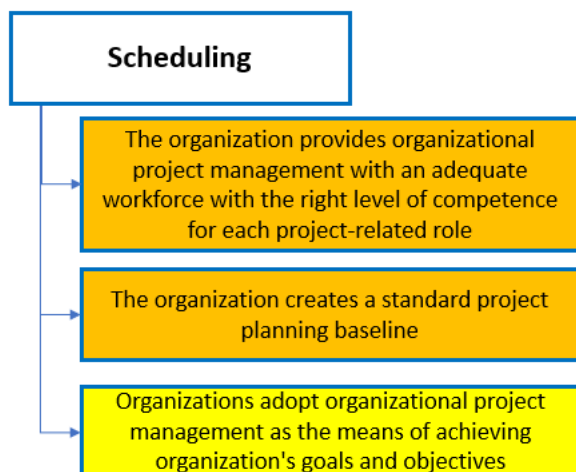 Scheduling
The organization provides organizational
project management with an adequate
workforce with the right level of competence
for each project-related role
The organization creates a standard project
planning baseline
Organizations adopt organizational project
management as the means of achieving
organization's goals and objectives